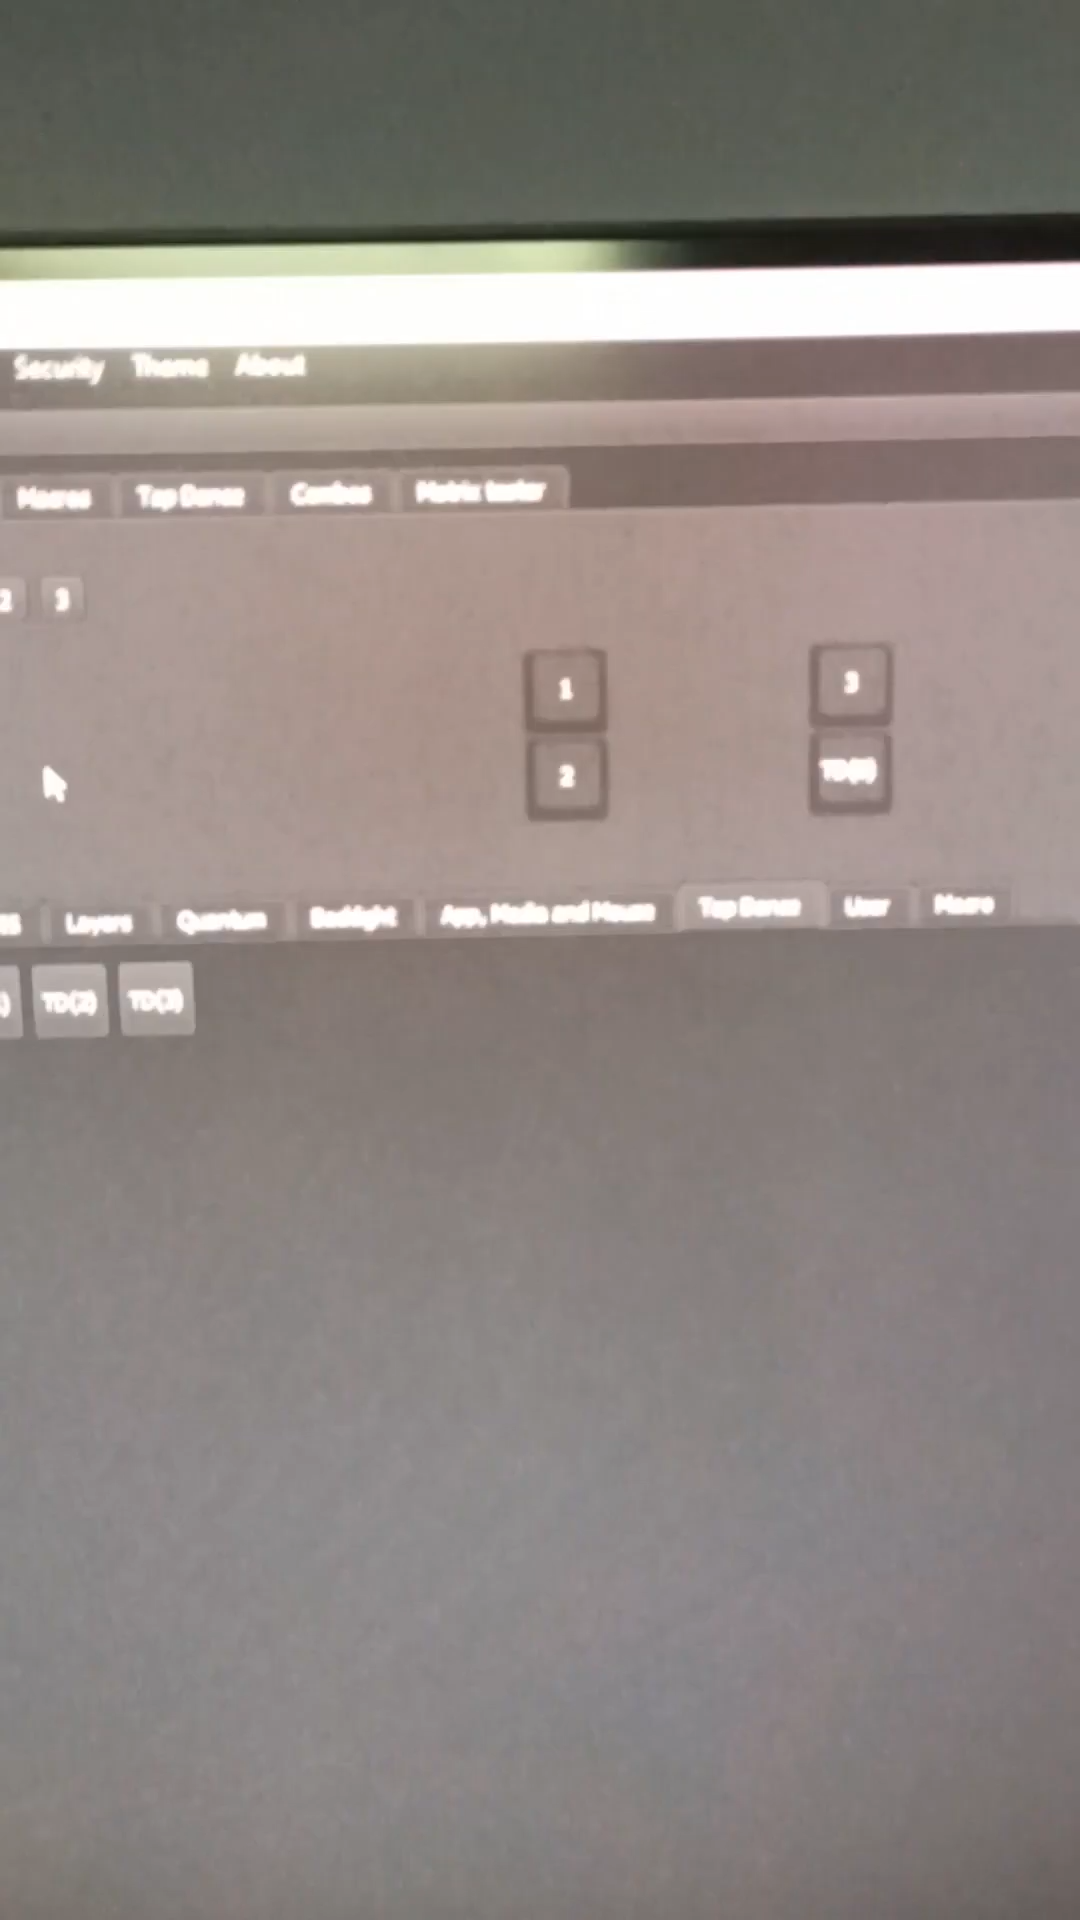 Security Theme About
Macros Tap Dance Combos Matrix tester
2 3
1 3
2
Layers Quantum Backlight App, Media and Mouse Tap Dance User Macro
TD(2) TD(3)